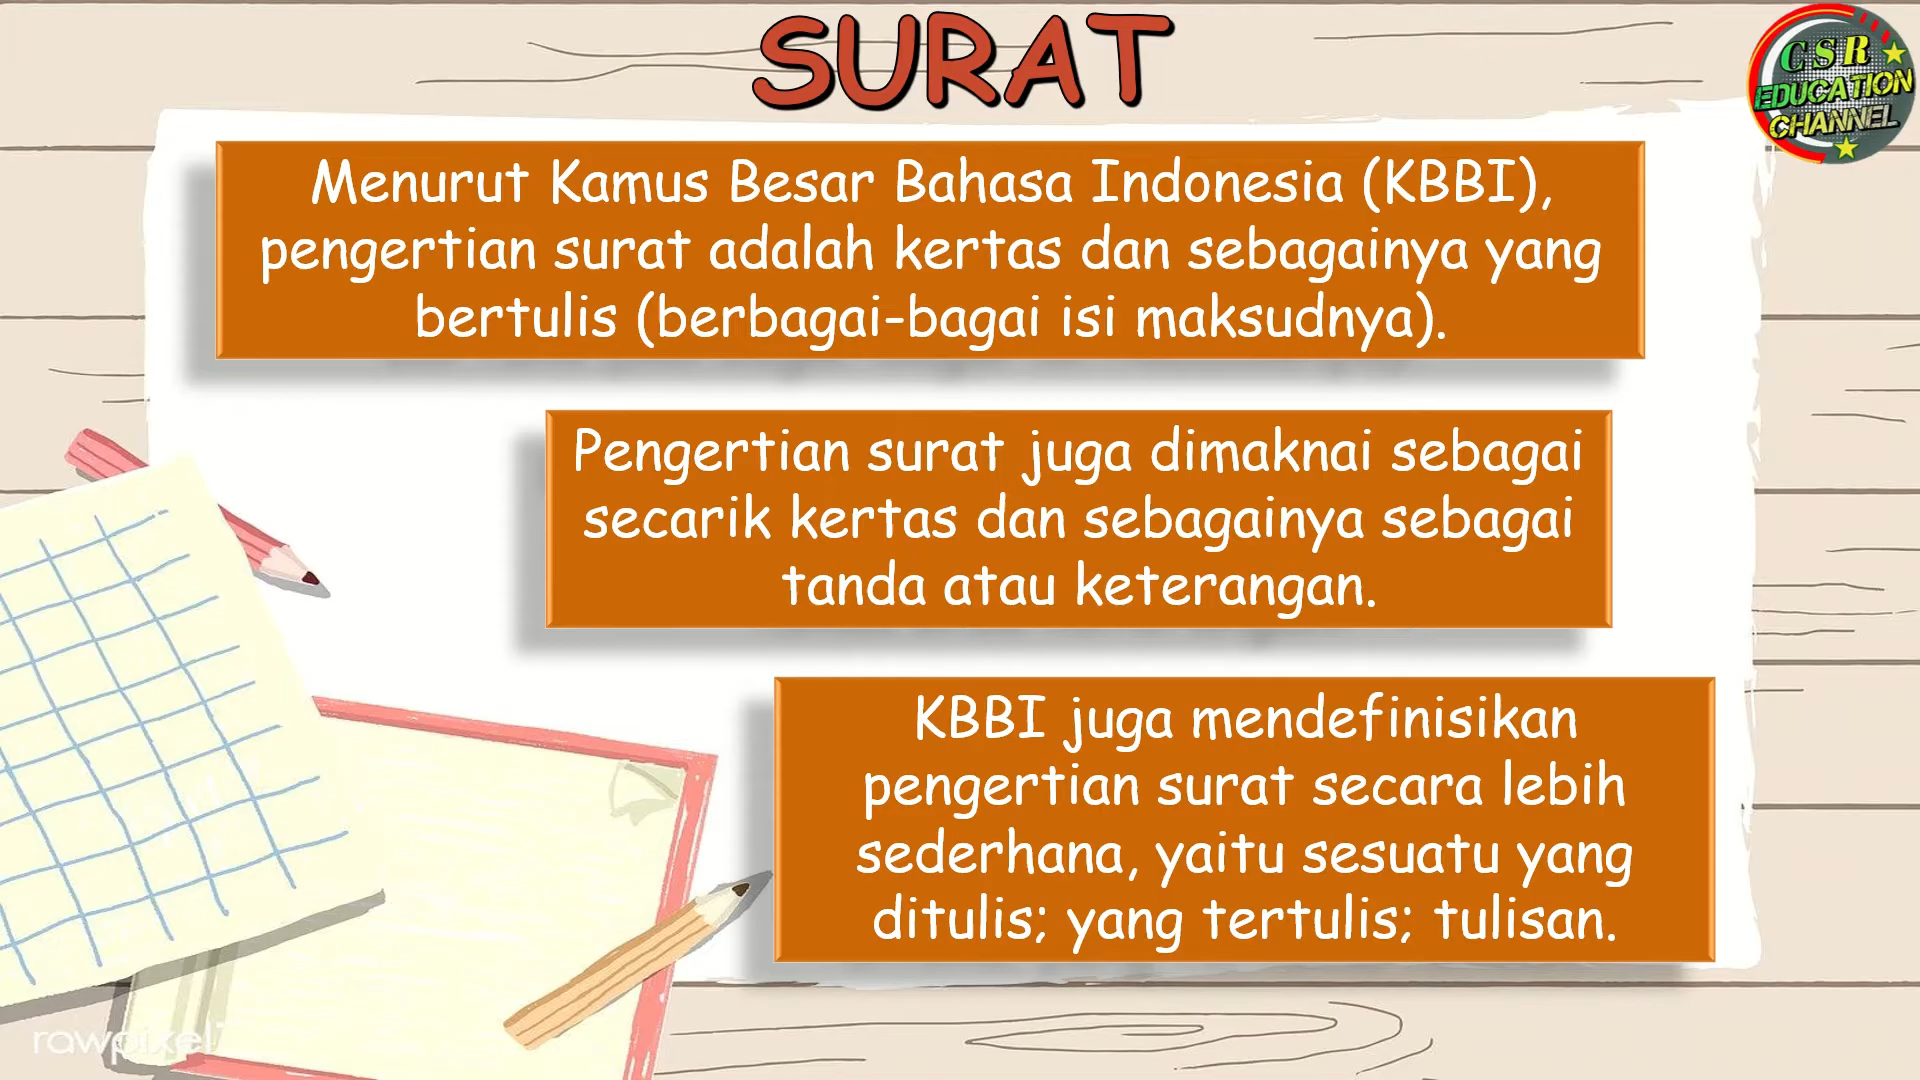 SURAT
CSR
EDUCATION
CHANNEL
Menurut Kamus Besar Bahasa Indonesia (KBBI),
pengertian surat adalah kertas dan sebagainya yang
bertulis (berbagai-bagai isi maksudnya).
Pengertian surat juga dimaknai sebagai
secarik kertas dan sebagainya sebagai
tanda atau keterangan.
KBBI juga mendefinisikan
pengertian surat secara lebih
sederhana, yaitu sesuatu yang
ditulis; yang tertulis; tulisan.
rawpixel